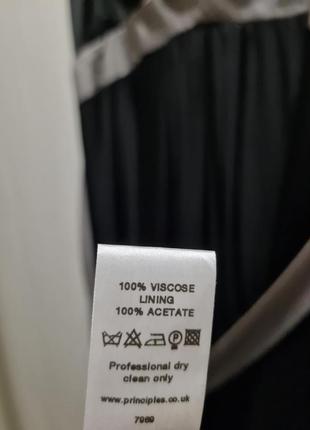 100% VISCOSE
LINING
100% ACETATE
Professional dry
clean only
www.principles.co.uk
7969